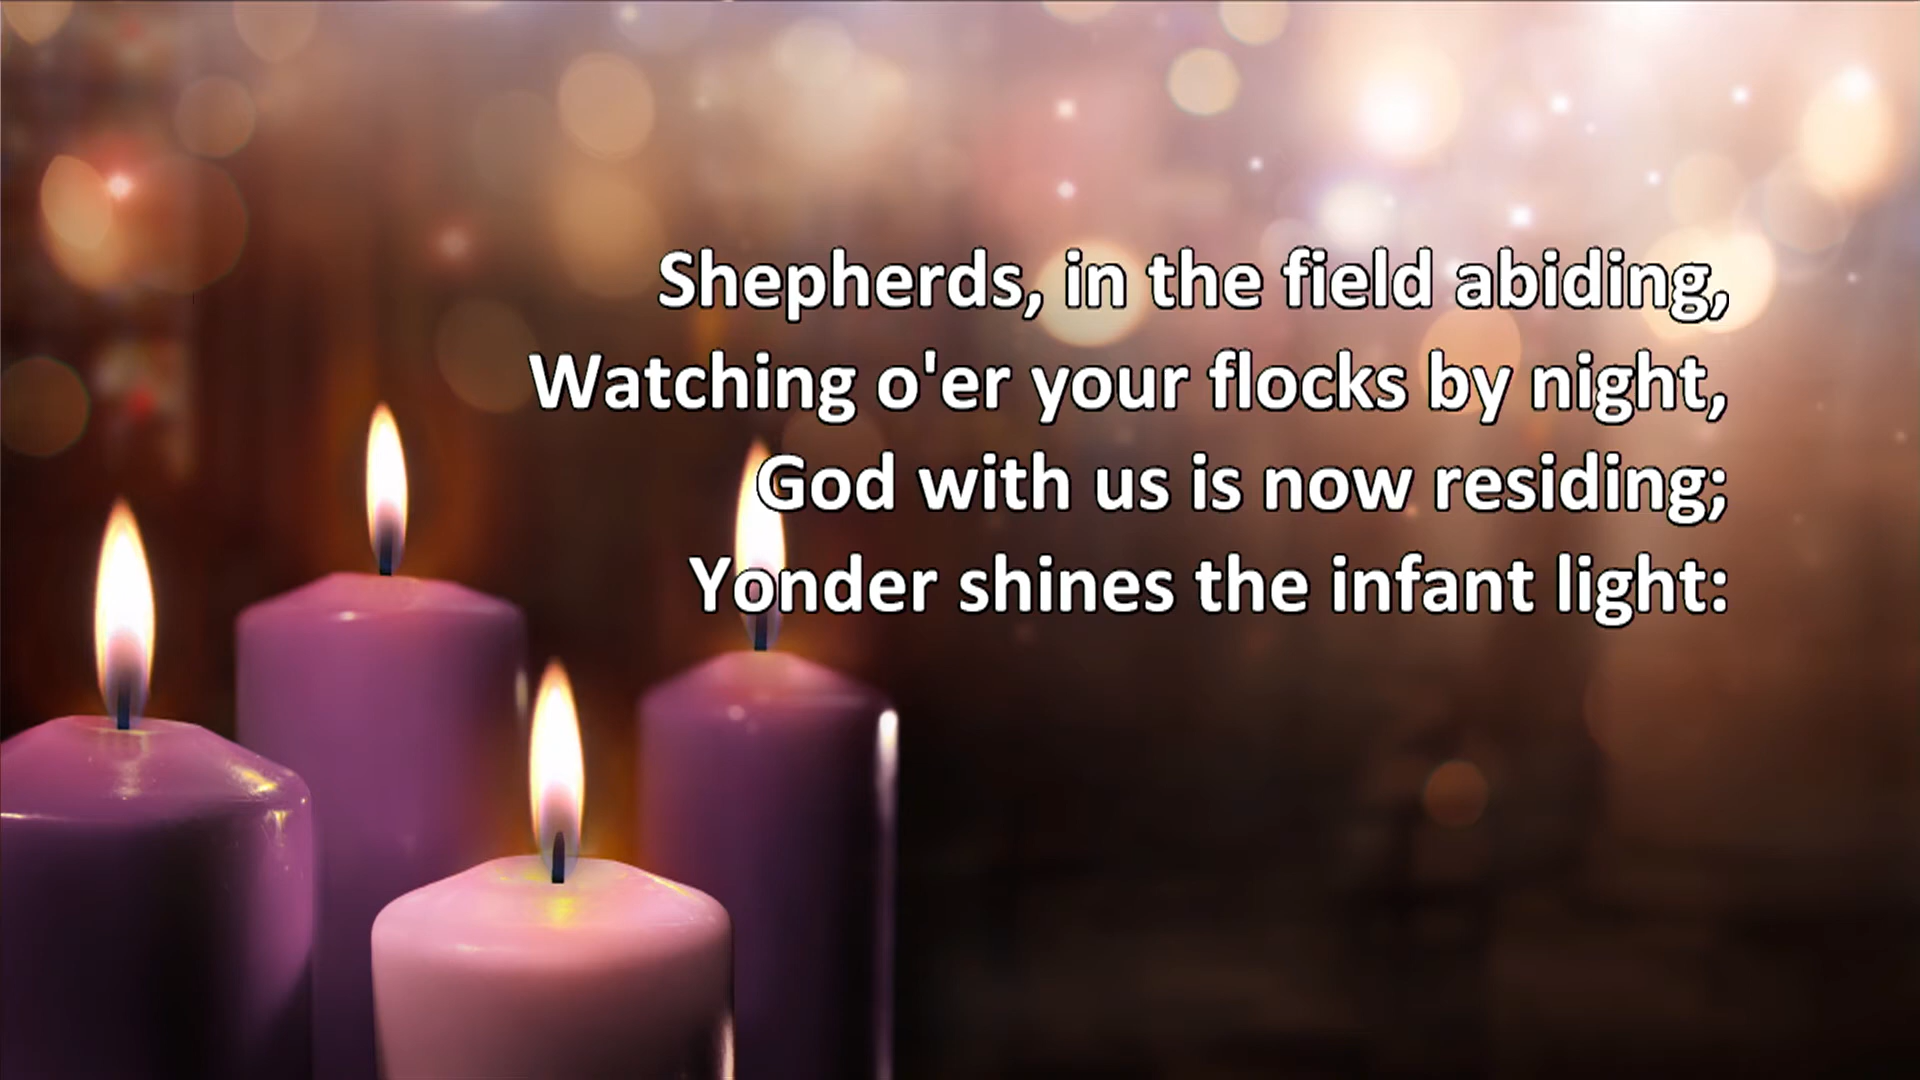 Shepherds, in the field abiding,
Watching o'er your flocks by night,
God with us is now residing;
Yonder shines the infant light: